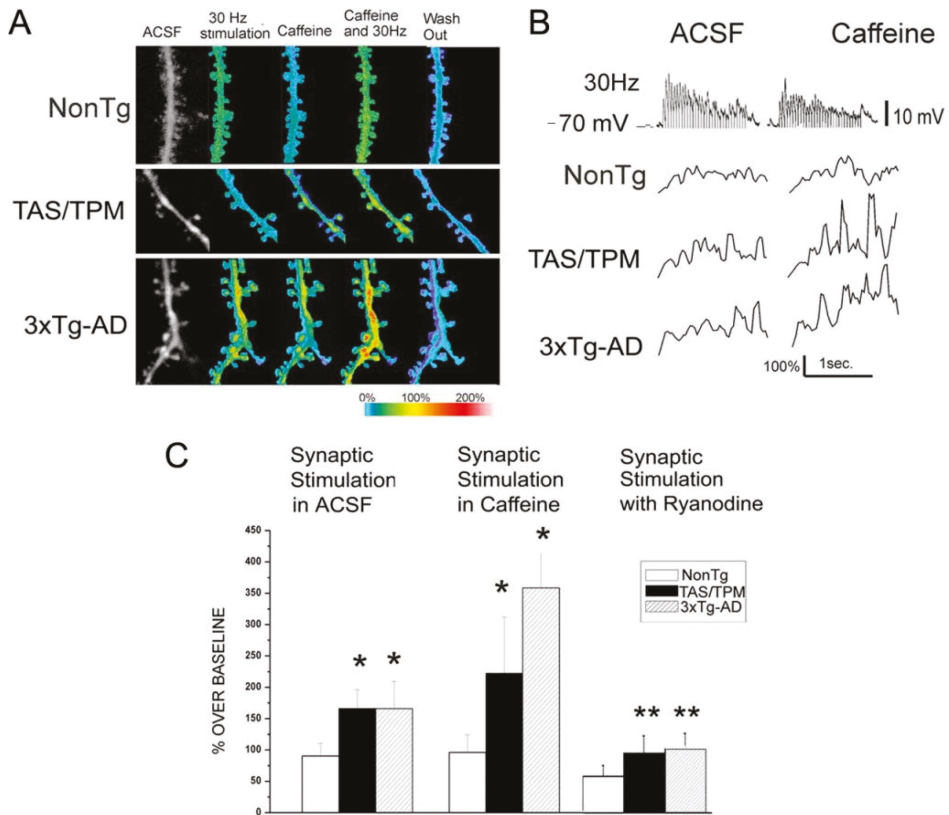 A
ACSF
30 Hz
stimulation
Caffeine
Caffeine
and 30Hz
Wash
Out
NonTg
TAS/TPM
3xTg-AD
0% 100% 200%
B
ACSF Caffeine
30Hz
-70 mV
10 mV
NonTg
TAS/TPM
3xTg-AD
100% 1sec.
C
Synaptic
Stimulation
in ACSF
Synaptic
Stimulation
in Caffeine
Synaptic
Stimulation
with Ryanodine
% OVER BASELINE
450
400
350
300
250
200
150
100
50
0
* *
* *
** **
NonTg
TAS/TPM
3xTg-AD